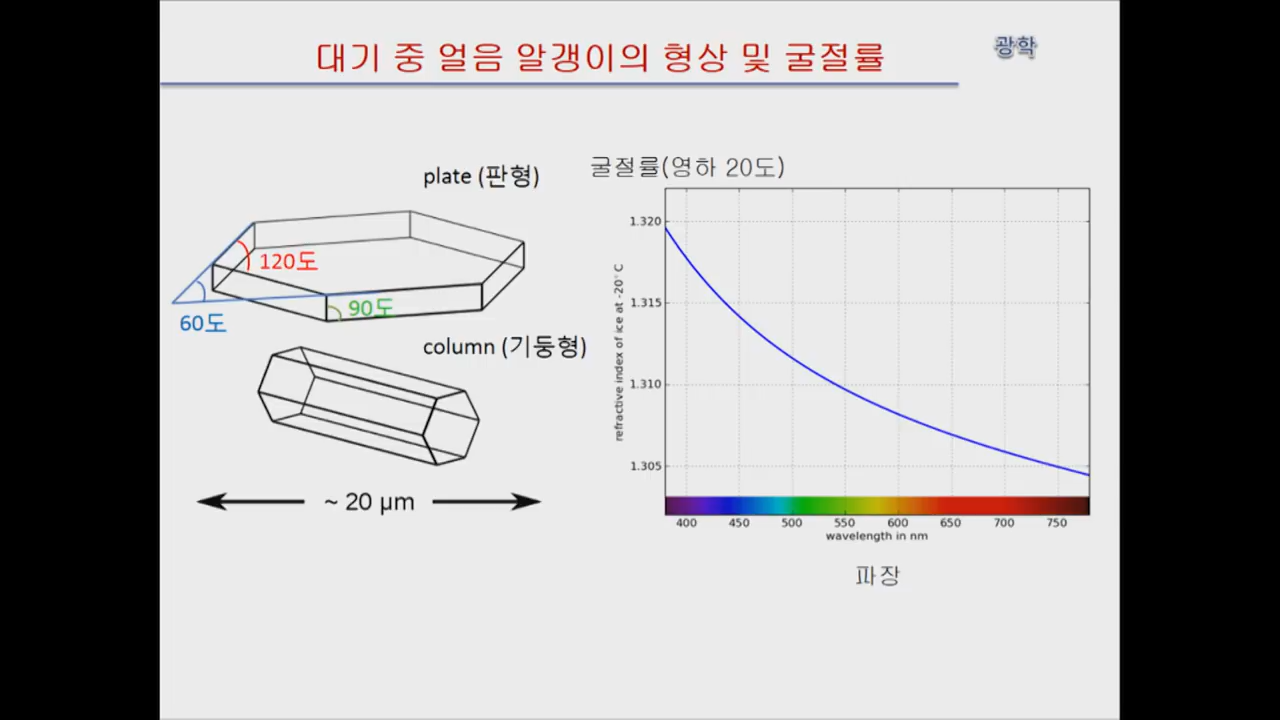 대기 중 얼음 알갱이의 형상 및 굴절률
광학
plate (판형)
120도
90도
60도
column (기둥형)
~ 20 µm
굴절률(영하 20도)
refractive index of ice at -20° C
1.320
1.315
1.310
1.305
400 450 500 550 600 650 700 750
wavelength in nm
파장